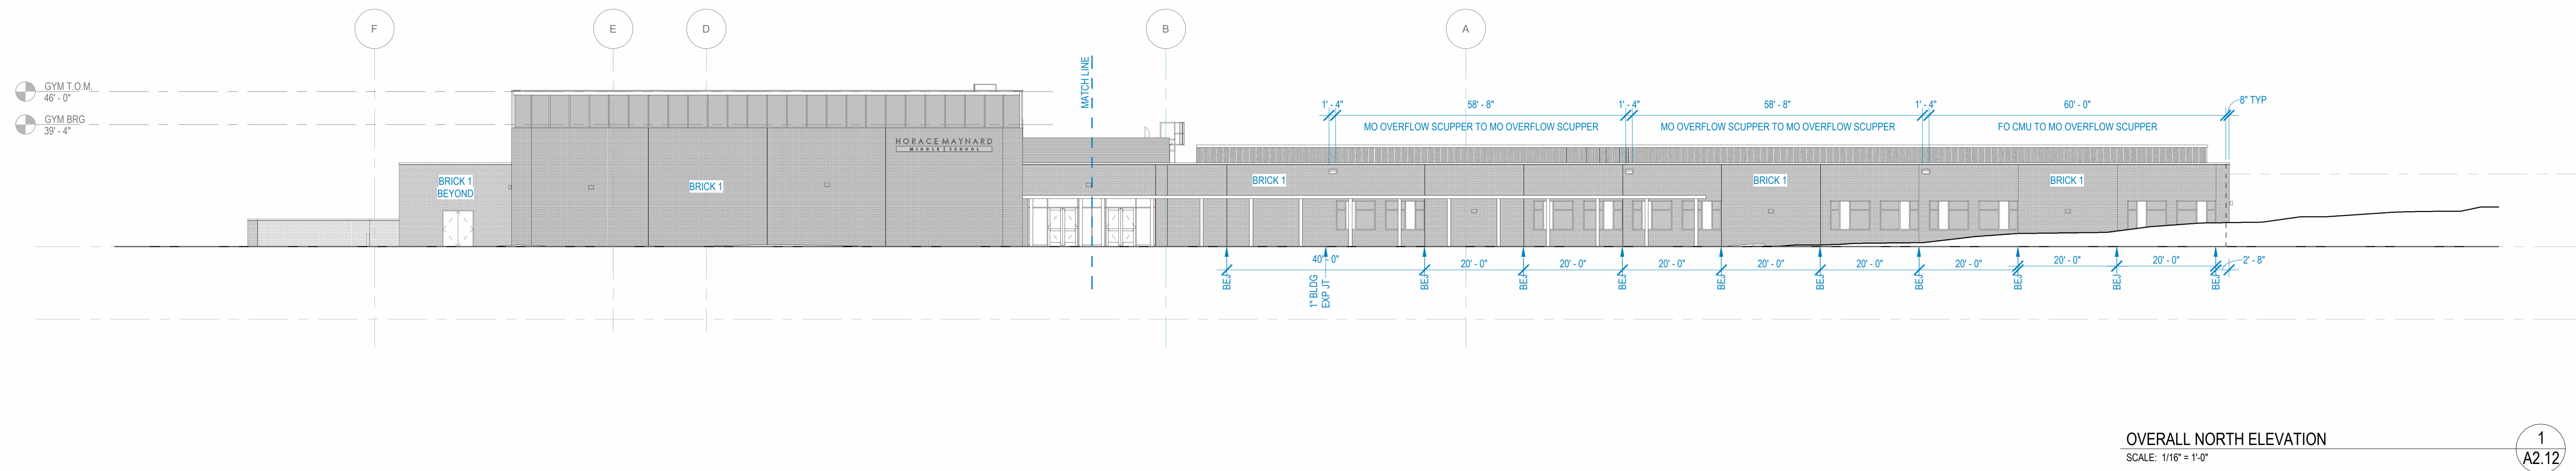 F
E
D
B
A
MATCH LINE
GYM T.O.M.
46' - 0"
GYM BRG
39' - 4"
1' - 4"
58' - 8"
1' - 4"
58' - 8"
1' - 4"
60' - 0"
8" TYP
MO OVERFLOW SCUPPER TO MO OVERFLOW SCUPPER
MO OVERFLOW SCUPPER TO MO OVERFLOW SCUPPER
FO CMU TO MO OVERFLOW SCUPPER
HORACE MAYNARD
MIDDLE SCHOOL
BRICK 1
BEYOND
BRICK 1
BRICK 1
BRICK 1
BRICK 1
40' - 0"
20' - 0"
20' - 0"
20' - 0"
20' - 0"
20' - 0"
20' - 0"
20' - 0"
20' - 0"
2' - 8"
BEJ
1" BLDG
EXP JT
BEJ
BEJ
BEJ
BEJ
BEJ
BEJ
BEJ
BEJ
BEJ
OVERALL NORTH ELEVATION
SCALE: 1/16" = 1'-0"
1
A2.12